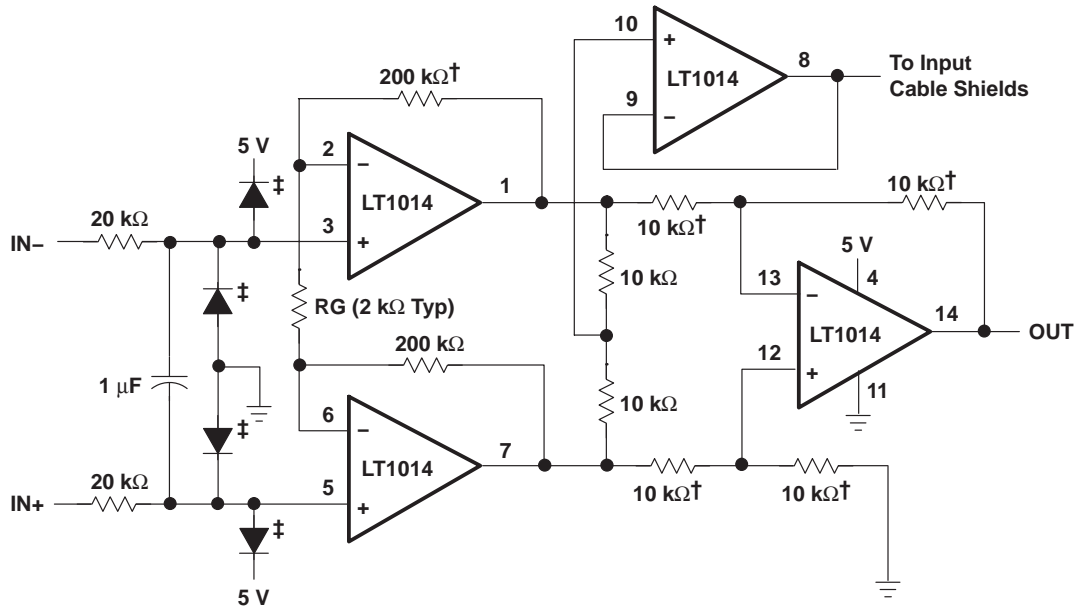 10
+
8
LT1014
To Input
Cable Shields
9
−
200 kΩ†
5 V
‡
2
−
1
LT1014
3
+
20 kΩ
IN−
10 kΩ†
10 kΩ†
‡
10 kΩ
5 V
4
13
−
RG (2 kΩ Typ)
14
LT1014
OUT
200 kΩ
12
+
11
1 μF
10 kΩ
‡
6
−
7
LT1014
20 kΩ
5
+
IN+
10 kΩ†
10 kΩ†
‡
5 V